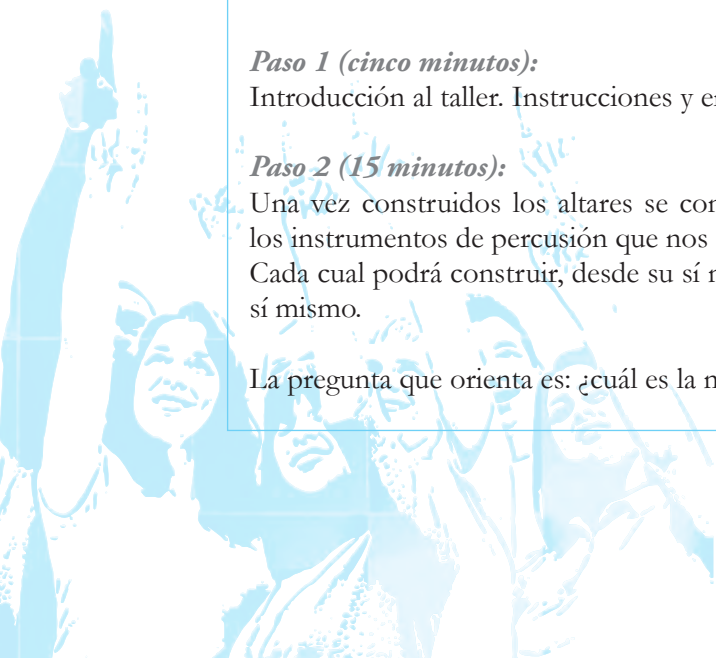 Paso 1 (cinco minutos):
Introducción al taller. Instrucciones y
Paso 2 (15 minutos):
Una vez construidos los altares se
los instrumentos de percusión que nos
Cada cual podrá construir, desde su sí
sí mismo.
La pregunta que orienta es: ¿cuál es la